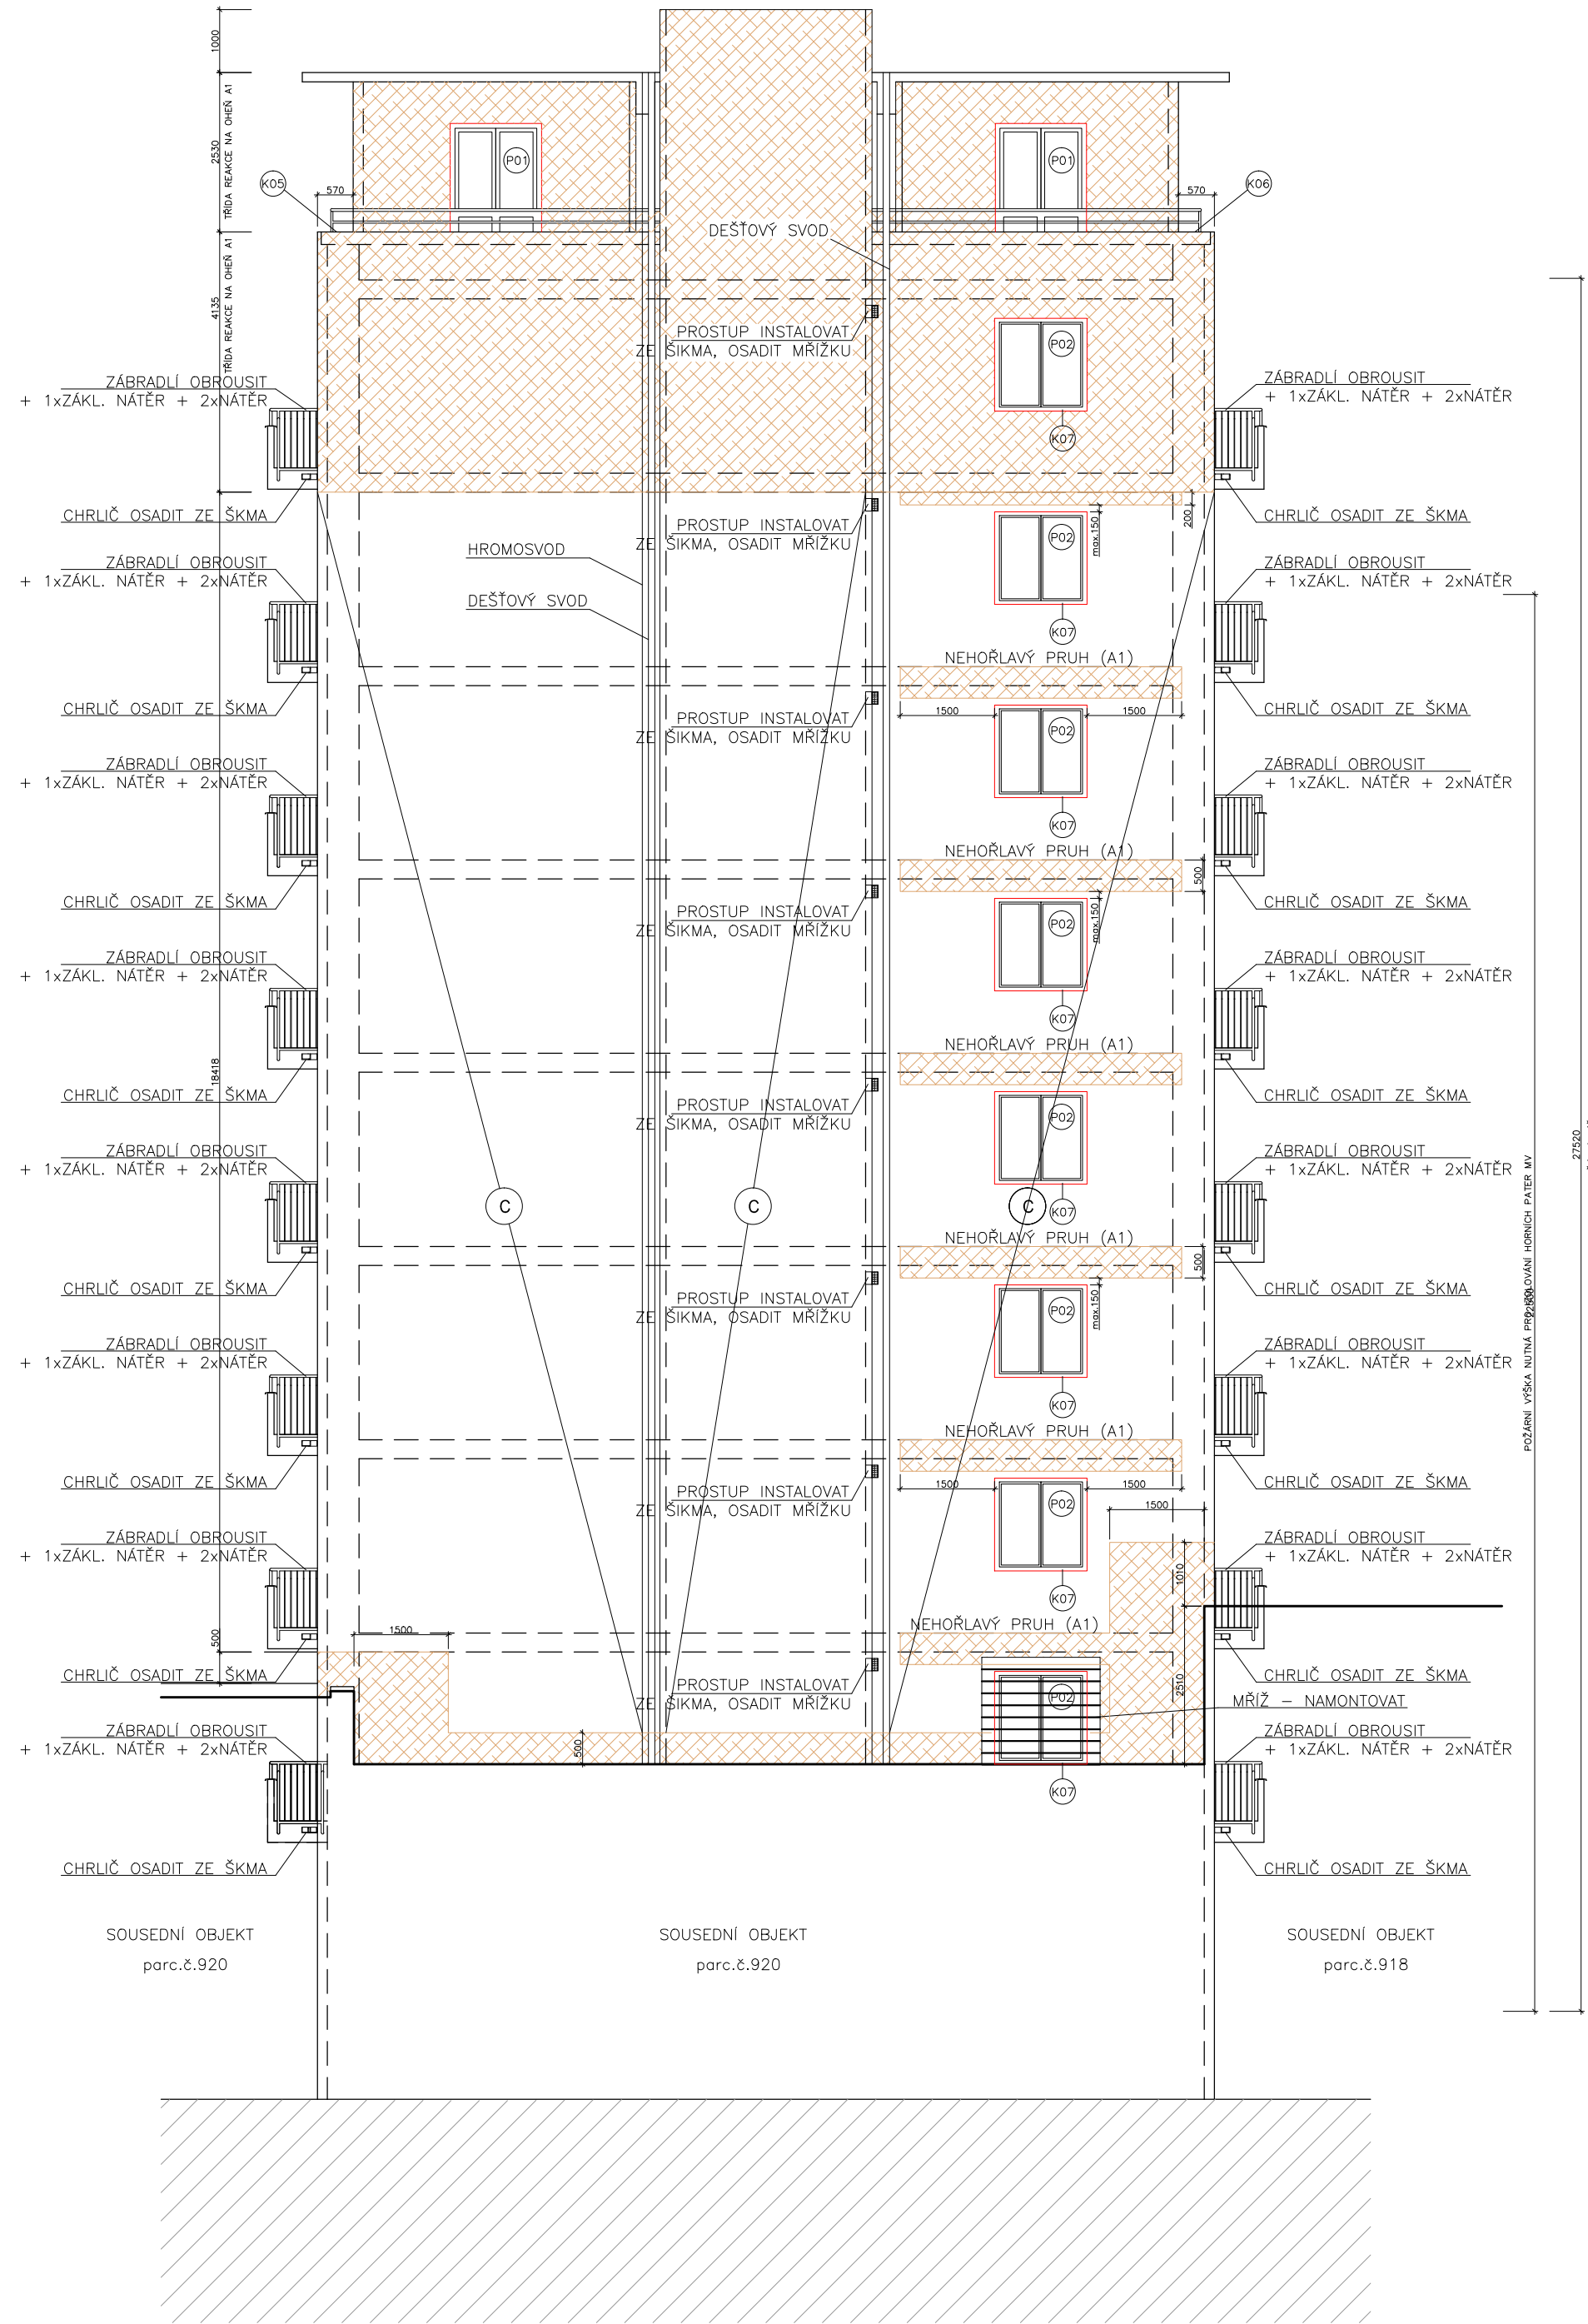 1000
2530
TŘÍDA REAKCE NA OHEŇ A1
4135
TŘÍDA REAKCE NA OHEŇ A1
18418
500
K05
570
P01
P01
570
K06
DEŠŤOVÝ SVOD
HROMOSVOD
DEŠŤOVÝ SVOD
ZÁBRADLÍ OBROUSIT
+ 1xZÁKL. NÁTĚR + 2xNÁTĚR
CHRLIČ OSADIT ZE ŠKMA
ZÁBRADLÍ OBROUSIT
+ 1xZÁKL. NÁTĚR + 2xNÁTĚR
CHRLIČ OSADIT ZE ŠKMA
ZÁBRADLÍ OBROUSIT
+ 1xZÁKL. NÁTĚR + 2xNÁTĚR
CHRLIČ OSADIT ZE ŠKMA
ZÁBRADLÍ OBROUSIT
+ 1xZÁKL. NÁTĚR + 2xNÁTĚR
CHRLIČ OSADIT ZE ŠKMA
ZÁBRADLÍ OBROUSIT
+ 1xZÁKL. NÁTĚR + 2xNÁTĚR
CHRLIČ OSADIT ZE ŠKMA
ZÁBRADLÍ OBROUSIT
+ 1xZÁKL. NÁTĚR + 2xNÁTĚR
CHRLIČ OSADIT ZE ŠKMA
ZÁBRADLÍ OBROUSIT
+ 1xZÁKL. NÁTĚR + 2xNÁTĚR
CHRLIČ OSADIT ZE ŠKMA
ZÁBRADLÍ OBROUSIT
+ 1xZÁKL. NÁTĚR + 2xNÁTĚR
CHRLIČ OSADIT ZE ŠKMA
PROSTUP INSTALOVAT
ZE ŠIKMA, OSADIT MŘÍŽKU
P02
K07
PROSTUP INSTALOVAT
ZE ŠIKMA, OSADIT MŘÍŽKU
200
max.150
P02
K07
NEHOŘLAVÝ PRUH (A1)
PROSTUP INSTALOVAT
ZE ŠIKMA, OSADIT MŘÍŽKU
1500
1500
P02
K07
NEHOŘLAVÝ PRUH (A1)
500
max.150
PROSTUP INSTALOVAT
ZE ŠIKMA, OSADIT MŘÍŽKU
P02
K07
NEHOŘLAVÝ PRUH (A1)
PROSTUP INSTALOVAT
ZE ŠIKMA, OSADIT MŘÍŽKU
P02
C
C
C
K07
NEHOŘLAVÝ PRUH (A1)
500
max.150
PROSTUP INSTALOVAT
ZE ŠIKMA, OSADIT MŘÍŽKU
P02
K07
NEHOŘLAVÝ PRUH (A1)
PROSTUP INSTALOVAT
ZE ŠIKMA, OSADIT MŘÍŽKU
1500
1500
P02
1500
1010
K07
NEHOŘLAVÝ PRUH (A1)
1500
PROSTUP INSTALOVAT
ZE ŠIKMA, OSADIT MŘÍŽKU
P02
2510
MŘÍŽ – NAMONTOVAT
500
K07
ZÁBRADLÍ OBROUSIT
+ 1xZÁKL. NÁTĚR + 2xNÁTĚR
CHRLIČ OSADIT ZE ŠKMA
ZÁBRADLÍ OBROUSIT
+ 1xZÁKL. NÁTĚR + 2xNÁTĚR
CHRLIČ OSADIT ZE ŠKMA
ZÁBRADLÍ OBROUSIT
+ 1xZÁKL. NÁTĚR + 2xNÁTĚR
CHRLIČ OSADIT ZE ŠKMA
ZÁBRADLÍ OBROUSIT
+ 1xZÁKL. NÁTĚR + 2xNÁTĚR
CHRLIČ OSADIT ZE ŠKMA
ZÁBRADLÍ OBROUSIT
+ 1xZÁKL. NÁTĚR + 2xNÁTĚR
CHRLIČ OSADIT ZE ŠKMA
ZÁBRADLÍ OBROUSIT
+ 1xZÁKL. NÁTĚR + 2xNÁTĚR
CHRLIČ OSADIT ZE ŠKMA
ZÁBRADLÍ OBROUSIT
+ 1xZÁKL. NÁTĚR + 2xNÁTĚR
CHRLIČ OSADIT ZE ŠKMA
ZÁBRADLÍ OBROUSIT
+ 1xZÁKL. NÁTĚR + 2xNÁTĚR
CHRLIČ OSADIT ZE ŠKMA
POŽÁRNÍ VÝŠKA NUTNÁ PRO IZOLOVÁNÍ HORNÍCH PATER MV
27520
SOUSEDNÍ OBJEKT
parc.č.920
SOUSEDNÍ OBJEKT
parc.č.920
SOUSEDNÍ OBJEKT
parc.č.918